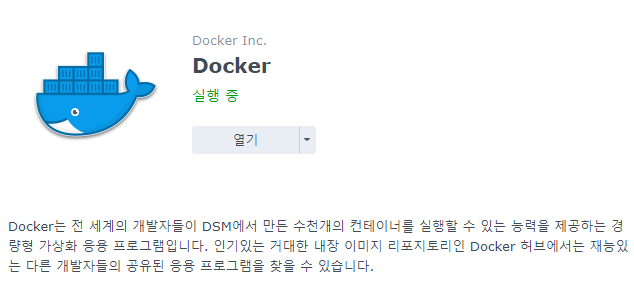 Docker Inc.
Docker
실행 중
열기
Docker는 전 세계의 개발자들이 DSM에서 만든 수천개의 컨테이너를 실행할 수 있는 능력을 제공하는 경
량형 가상화 응용 프로그램입니다. 인기있는 거대한 내장 이미지 리포지토리인 Docker 허브에서는 재능있
는 다른 개발자들의 공유된 응용 프로그램을 찾을 수 있습니다.